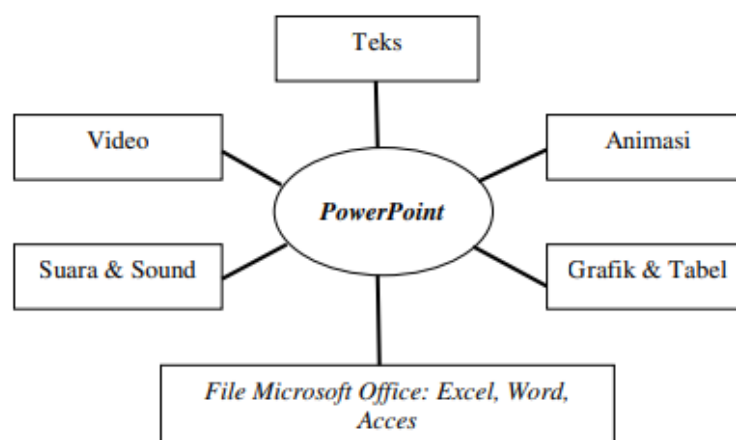 Teks
Video
Animasi
PowerPoint
Suara & Sound
Grafik & Tabel
File Microsoft Office: Excel, Word,
Acces